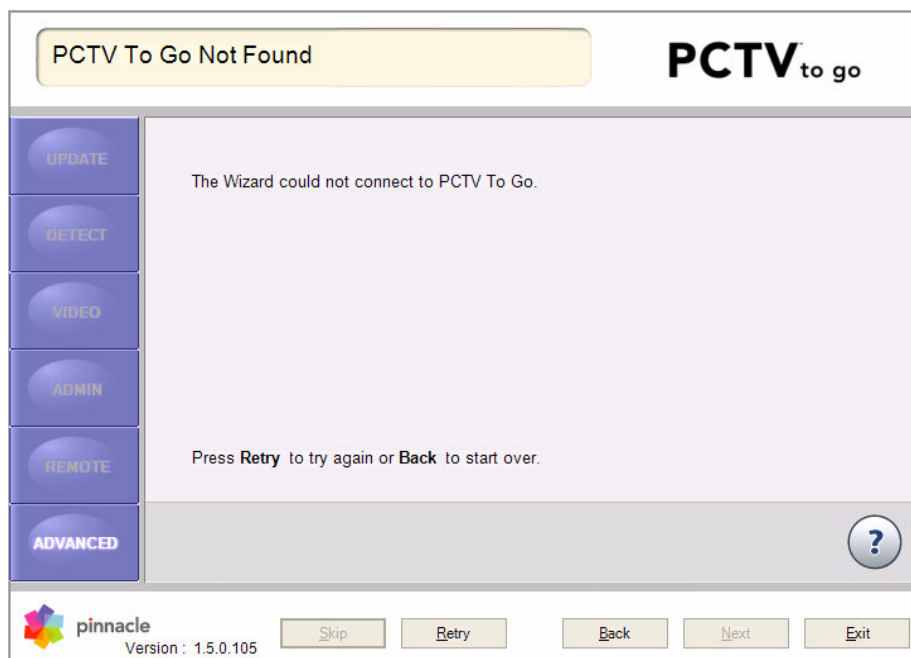 PCTV To Go Not Found
PCTV to go
UPDATE
DETECT
VIDEO
ADMIN
REMOTE
ADVANCED
The Wizard could not connect to PCTV To Go.
Press Retry to try again or Back to start over.
?
pinnacle
Version : 1.5.0.105
Skip
Retry
Back
Next
Exit